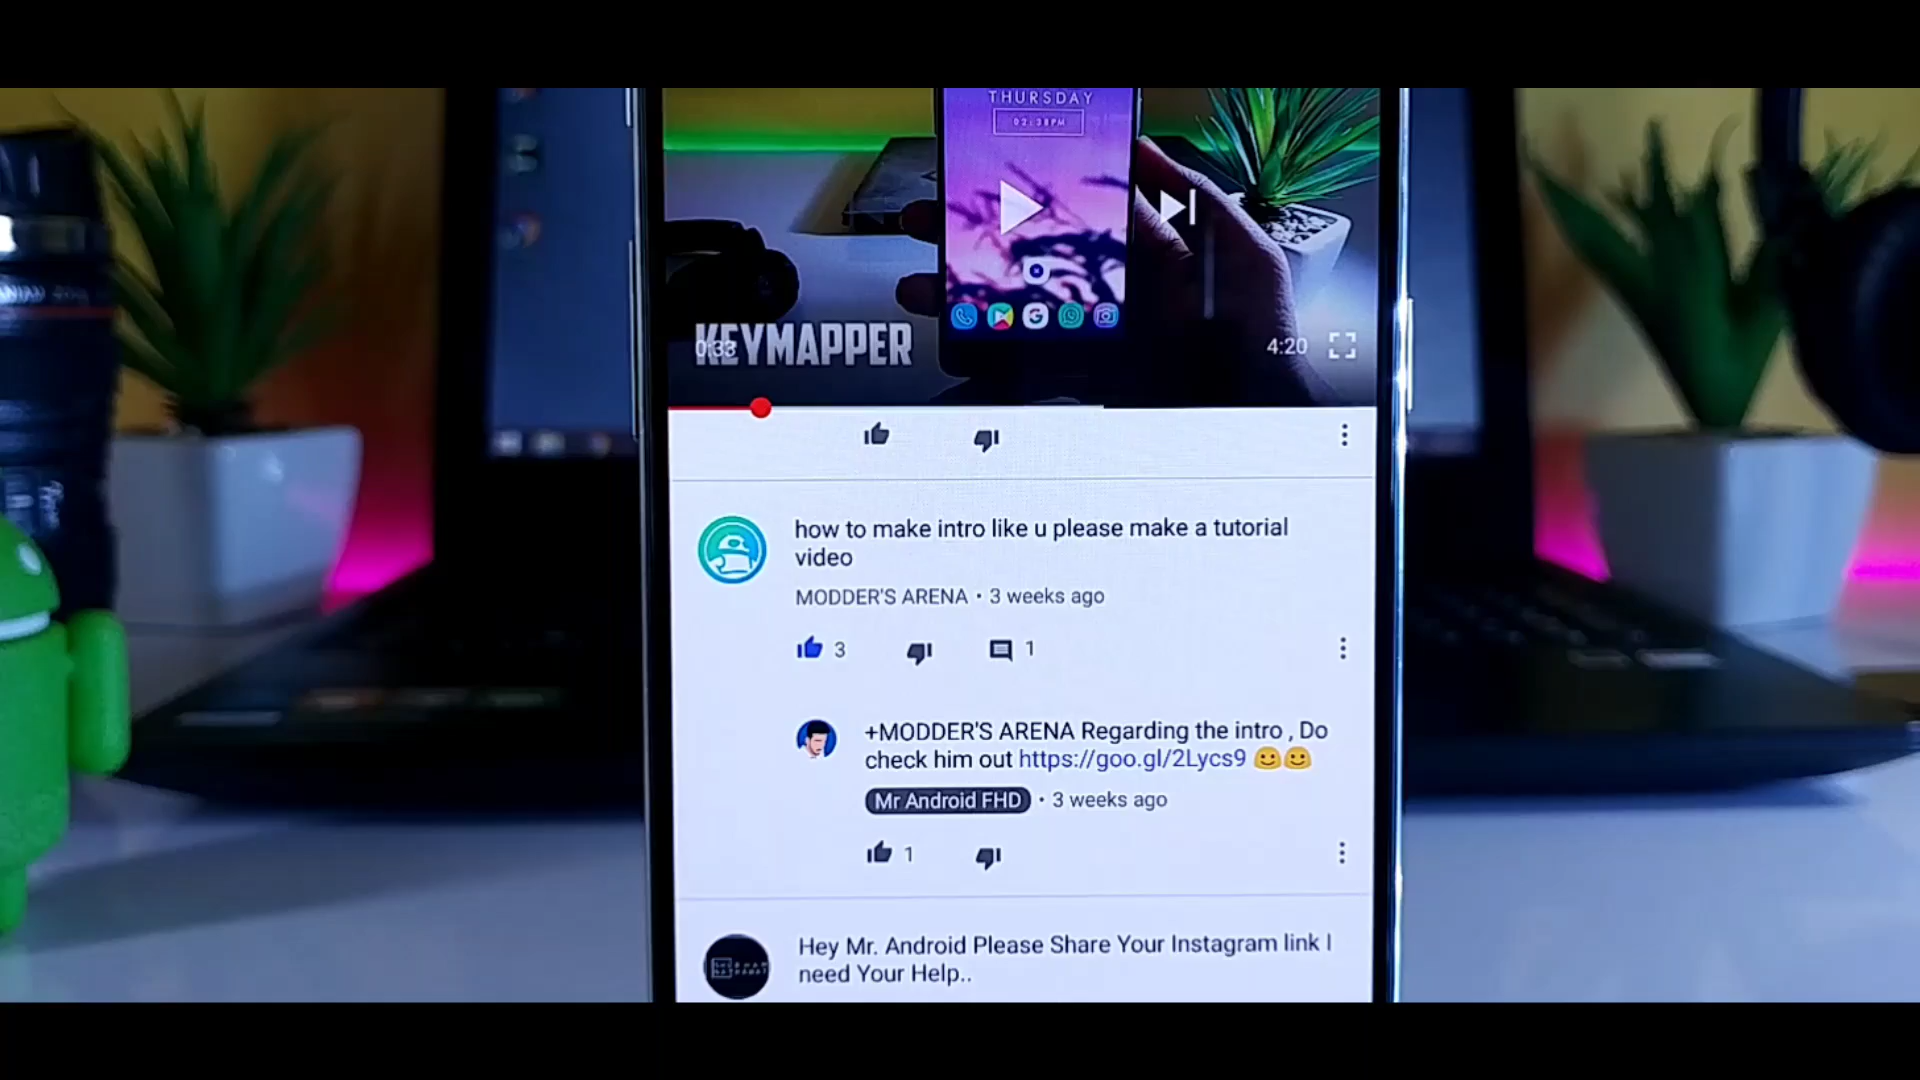 THURSDAY
02:38PM
KEYMAPPER
0:33
4:20
how to make intro like u please make a tutorial
video
MODDER'S ARENA • 3 weeks ago
3
1
+MODDER'S ARENA Regarding the intro , Do
check him out https://goo.gl/2Lycs9 🙂🙂
Mr Android FHD • 3 weeks ago
1
Hey Mr. Android Please Share Your Instagram link I
need Your Help..